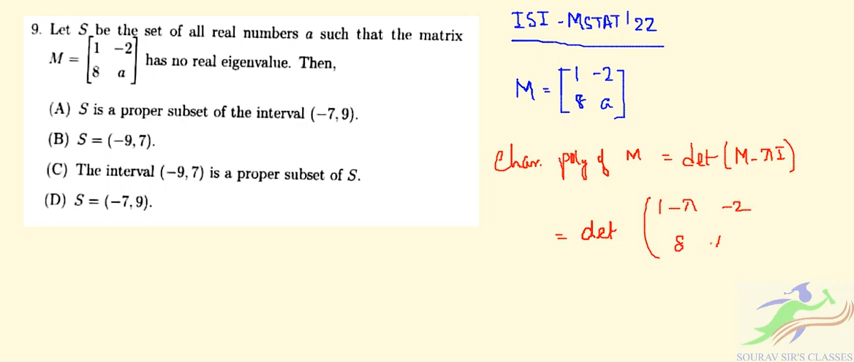 9. Let S be the set of all real numbers a such that the matrix
M = [1 -2
8 a] has no real eigenvalue. Then,
(A) S is a proper subset of the interval (-7, 9).
(B) S = (-9, 7).
(C) The interval (-9, 7) is a proper subset of S.
(D) S = (-7, 9).
ISI - MSTAT '22
M = [1 -2
8 a]
Char. poly of M = det(M-λI)
= det (1-λ -2
8
SOURAV SIR'S CLASSES